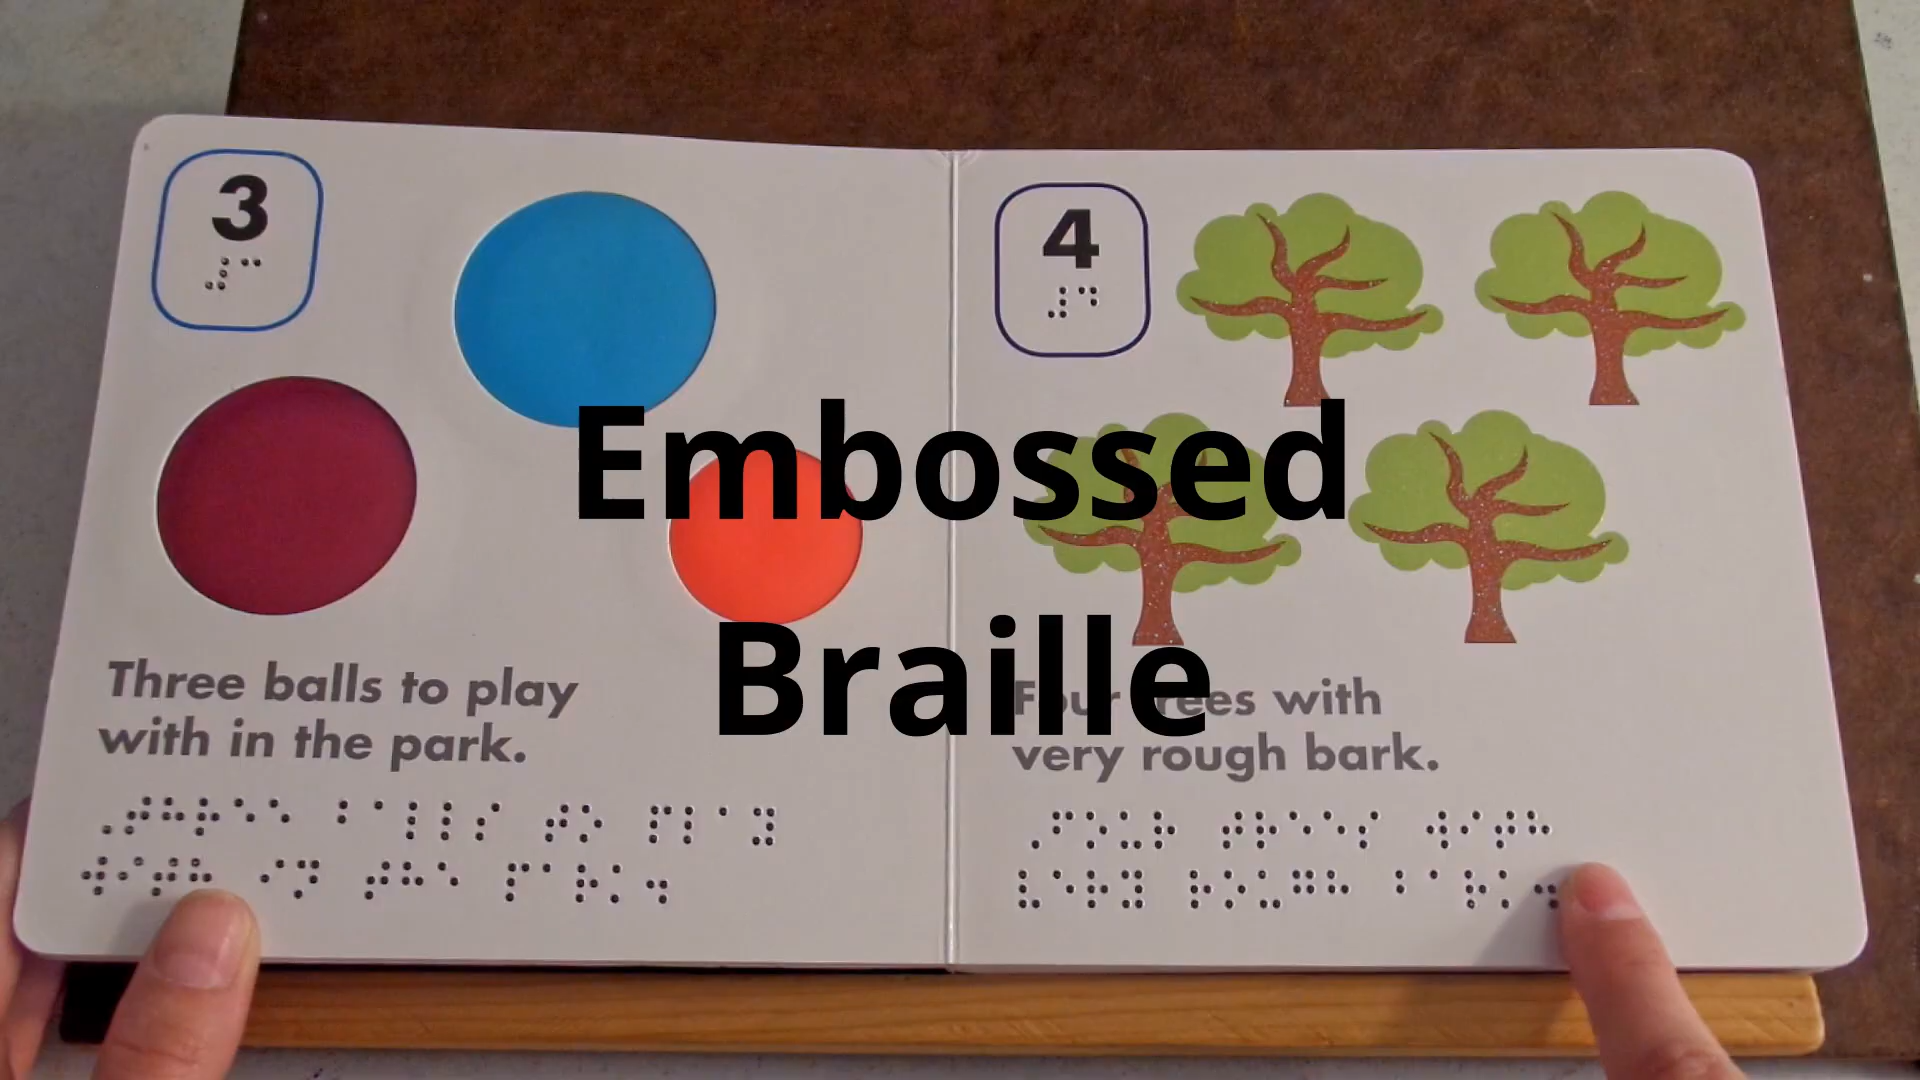 3
⠼⠉
Three balls to play
with in the park.
⠠⠞⠓⠗⠑⠑ ⠃⠁⠇⠇⠎ ⠞⠕ ⠏⠇⠁⠽
⠺⠊⠞⠓ ⠊⠝ ⠞⠓⠑ ⠏⠁⠗⠅⠲
Embossed
Braille
4
⠼⠙
Four trees with
very rough bark.
⠠⠋⠕⠥⠗ ⠞⠗⠑⠑⠎ ⠺⠊⠞⠓
⠧⠑⠗⠽ ⠗⠕⠥⠛⠓ ⠃⠁⠗⠅⠲